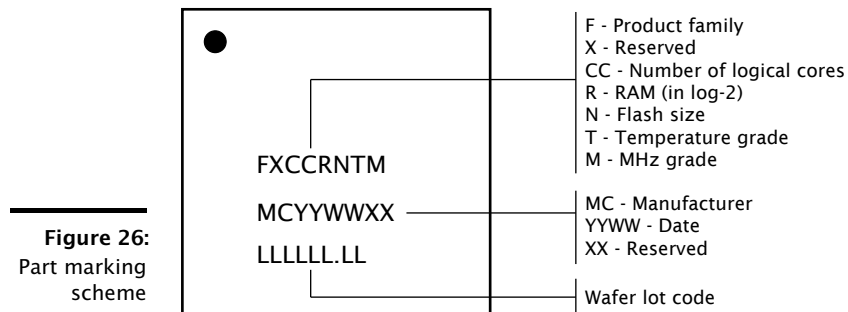 F - Product family
X - Reserved
CC - Number of logical cores
R - RAM (in log-2)
N - Flash size
T - Temperature grade
M - MHz grade
FXCCRNTM
MC - Manufacturer
YYWW - Date
XX - Reserved
MCYYWWXX
Wafer lot code
LLLLLL.LL
Figure 26:
Part marking
scheme